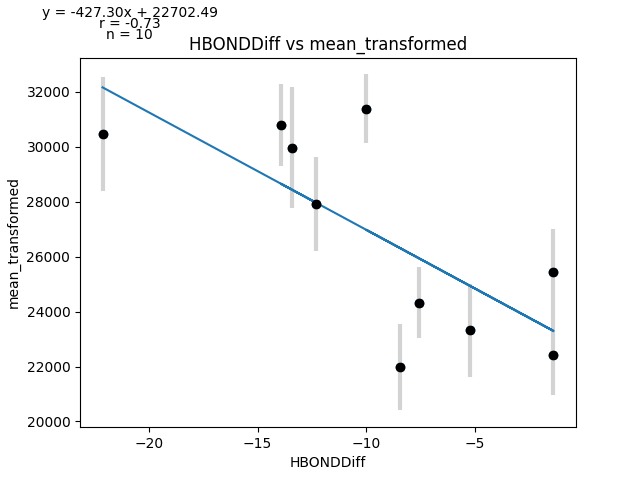 y = -427.30x + 22702.49
r = -0.73
n = 10
HBONDDiff vs mean_transformed
mean_transformed
32000
30000
28000
26000
24000
22000
20000
−20
−15
−10
−5
HBONDDiff